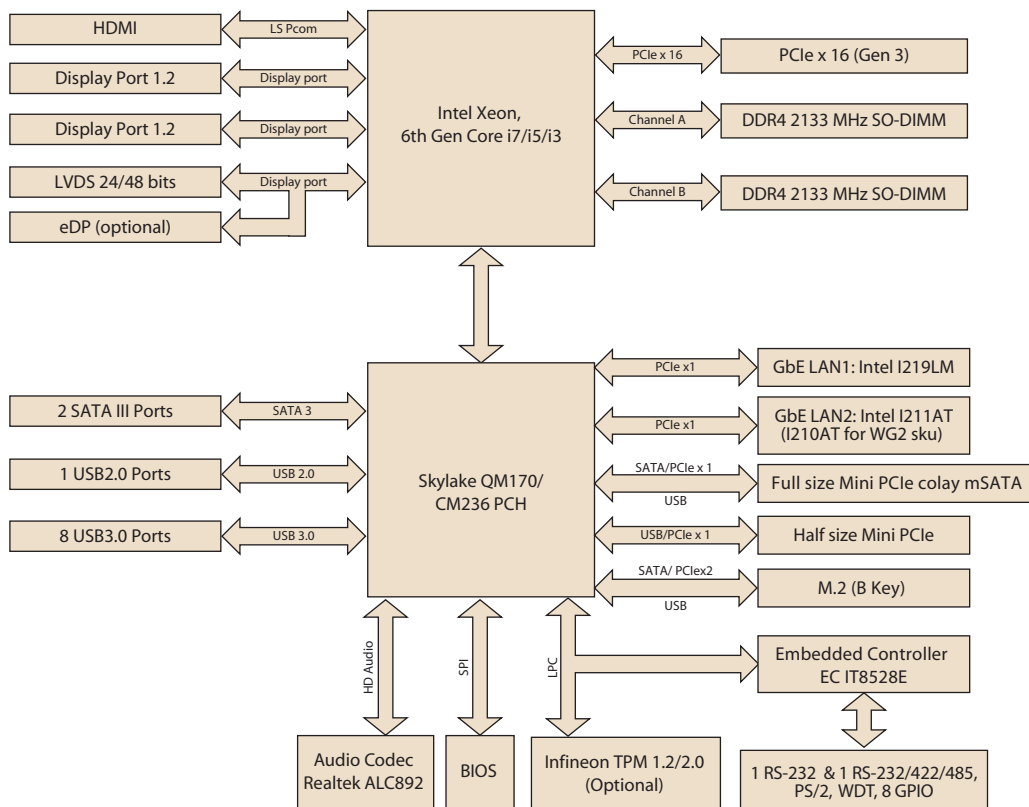 HDMI
LS Pcom
Display Port 1.2
Display port
Display Port 1.2
Display port
LVDS 24/48 bits
Display port
eDP (optional)
Intel Xeon,
6th Gen Core i7/i5/i3
PCIe x 16
PCIe x 16 (Gen 3)
Channel A
DDR4 2133 MHz SO-DIMM
Channel B
DDR4 2133 MHz SO-DIMM
2 SATA III Ports
SATA 3
1 USB2.0 Ports
USB 2.0
8 USB3.0 Ports
USB 3.0
Skylake QM170/
CM236 PCH
PCIe x1
GbE LAN1: Intel I219LM
PCIe x1
GbE LAN2: Intel I211AT
(I210AT for WG2 sku)
SATA/PCIe x 1
USB
Full size Mini PCIe colay mSATA
USB/PCIe x 1
Half size Mini PCIe
SATA/ PCIex2
USB
M.2 (B Key)
HD Audio
SPI
LPC
Embedded Controller
EC IT8528E
Audio Codec
Realtek ALC892
BIOS
Infineon TPM 1.2/2.0
(Optional)
1 RS-232 & 1 RS-232/422/485,
PS/2, WDT, 8 GPIO